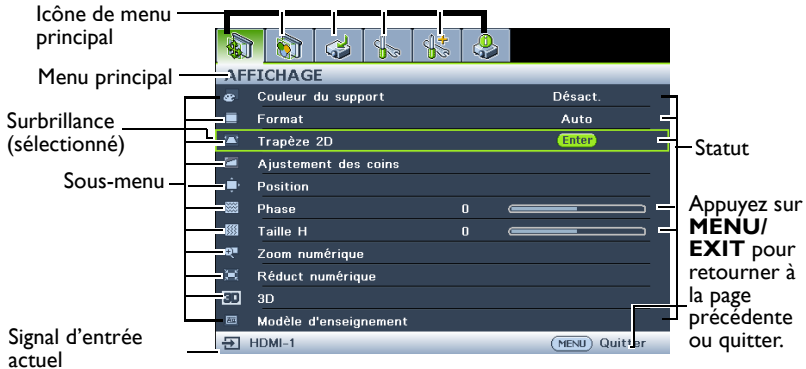 Icône de menu
principal
Menu principal
AFFICHAGE
Couleur du support Désact.
Format Auto
Surbrillance
(sélectionné)
Trapèze 2D Enter
Statut
Ajustement des coins
Sous-menu
Position
Phase 0
Taille H 0
Zoom numérique
Réduct numérique
3D 3D
Modèle d'enseignement
Appuyez sur
MENU/
EXIT pour
retourner à
la page
précédente
ou quitter.
Signal d'entrée
actuel
HDMI-1 MENU Quitter